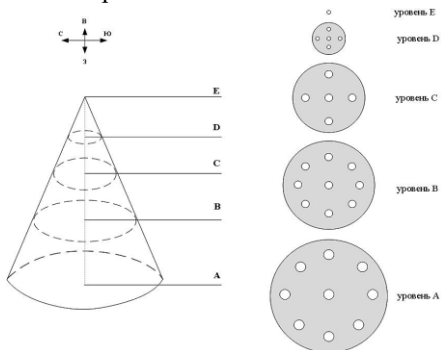 В
С Ю
З
E
D
C
B
A
уровень E
уровень D
уровень C
уровень B
уровень A